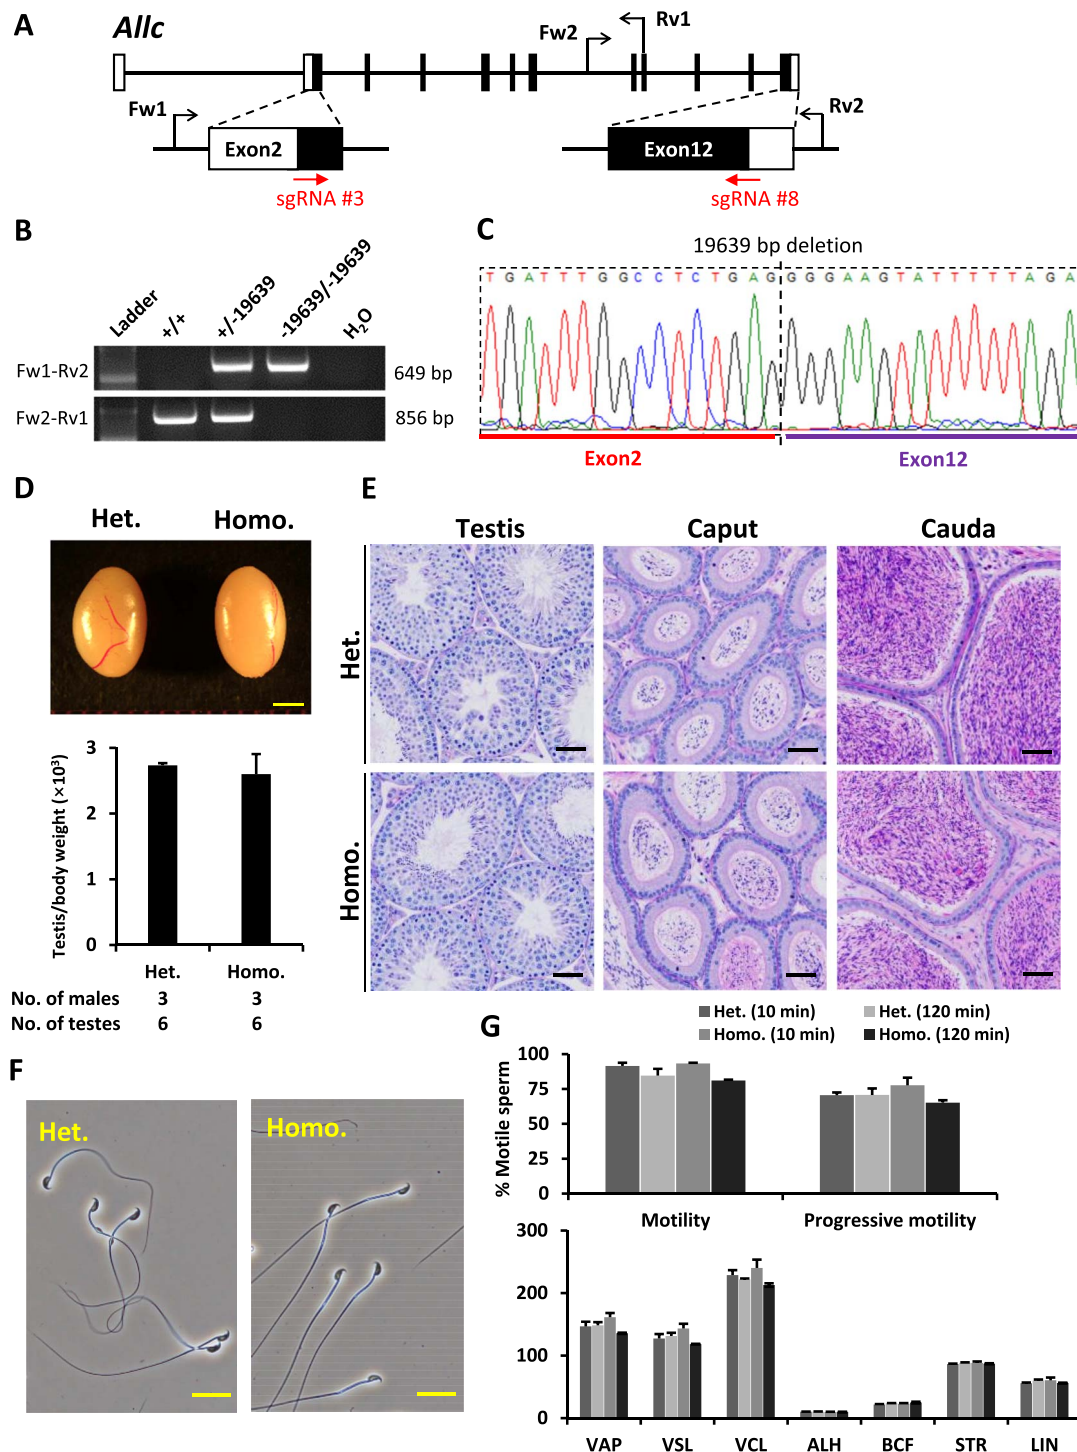 A
Allc
Fw2
Rv1
Fw1
Rv2
Exon2
Exon12
sgRNA #3
sgRNA #8
B
Ladder
+/+
+/-19639
-19639/-19639
H₂O
Fw1-Rv2
649 bp
Fw2-Rv1
856 bp
C
19639 bp deletion
T G A T T T G G C C T C T G A G G G G A A G T A T T T T T A G A
Exon2
Exon12
D
Het.
Homo.
Testis/body weight (×10³)
3
2
1
0
Het.
Homo.
No. of males 3 3
No. of testes 6 6
E
Testis
Caput
Cauda
Het.
Homo.
F
Het.
Homo.
G
Het. (10 min)
Het. (120 min)
Homo. (10 min)
Homo. (120 min)
% Motile sperm
100
75
50
25
0
Motility
Progressive motility
300
200
100
0
VAP
VSL
VCL
ALH
BCF
STR
LIN